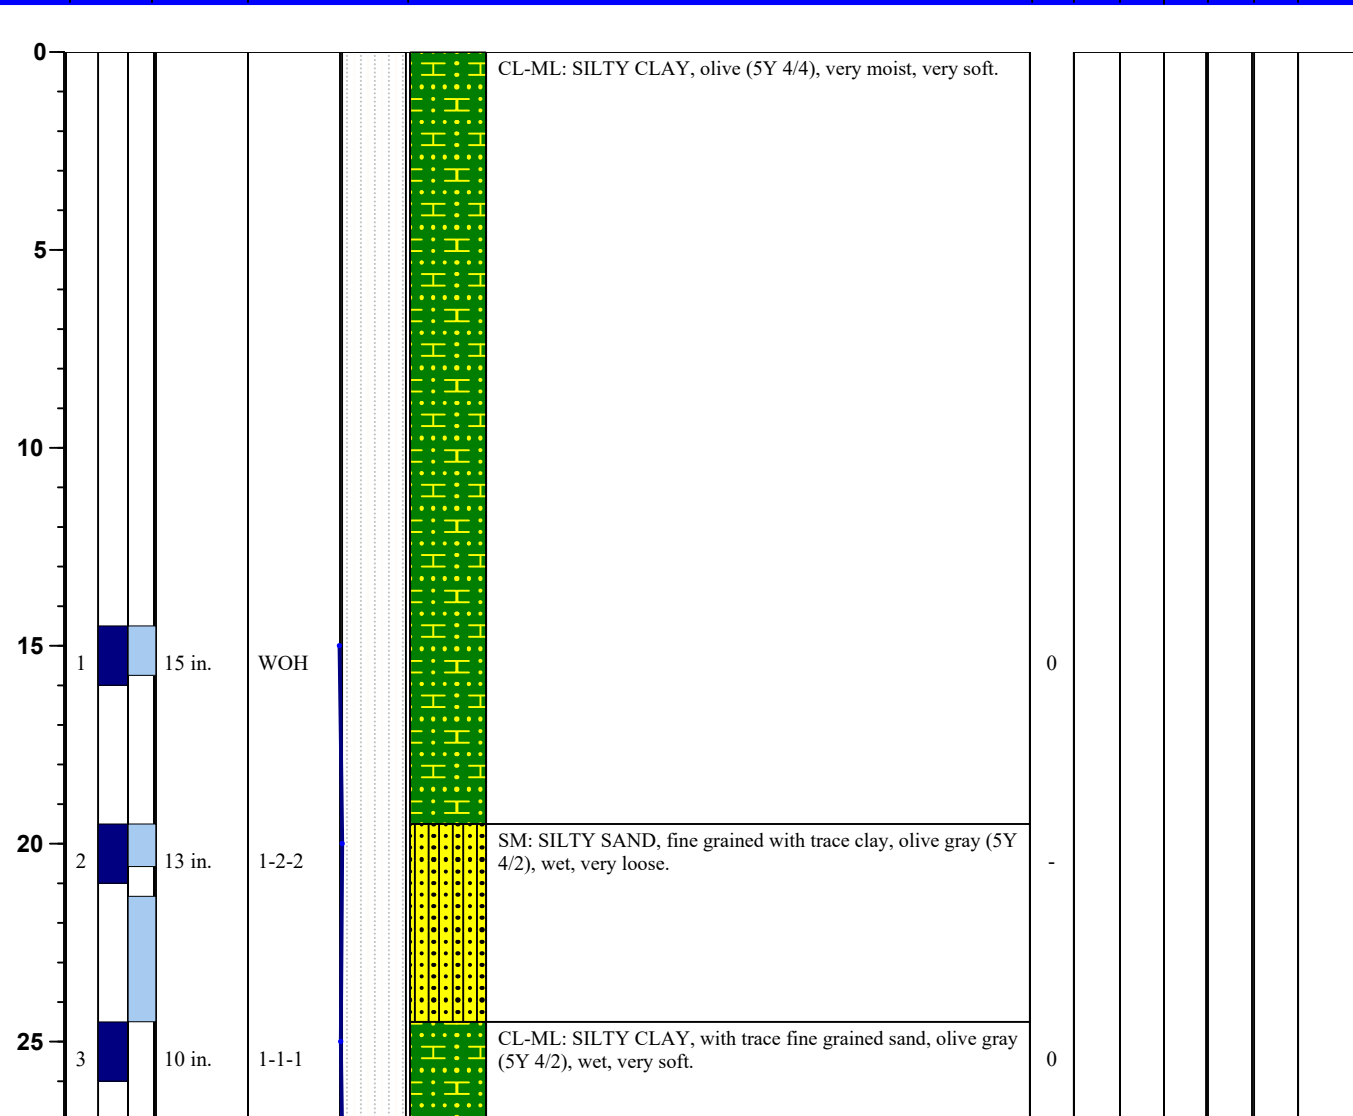 0
CL-ML: SILTY CLAY, olive (5Y 4/4), very moist, very soft.
5
10
15
1 15 in. WOH 0
20
SM: SILTY SAND, fine grained with trace clay, olive gray (5Y
4/2), wet, very loose.
2 13 in. 1-2-2 -
25
CL-ML: SILTY CLAY, with trace fine grained sand, olive gray
(5Y 4/2), wet, very soft.
3 10 in. 1-1-1 0